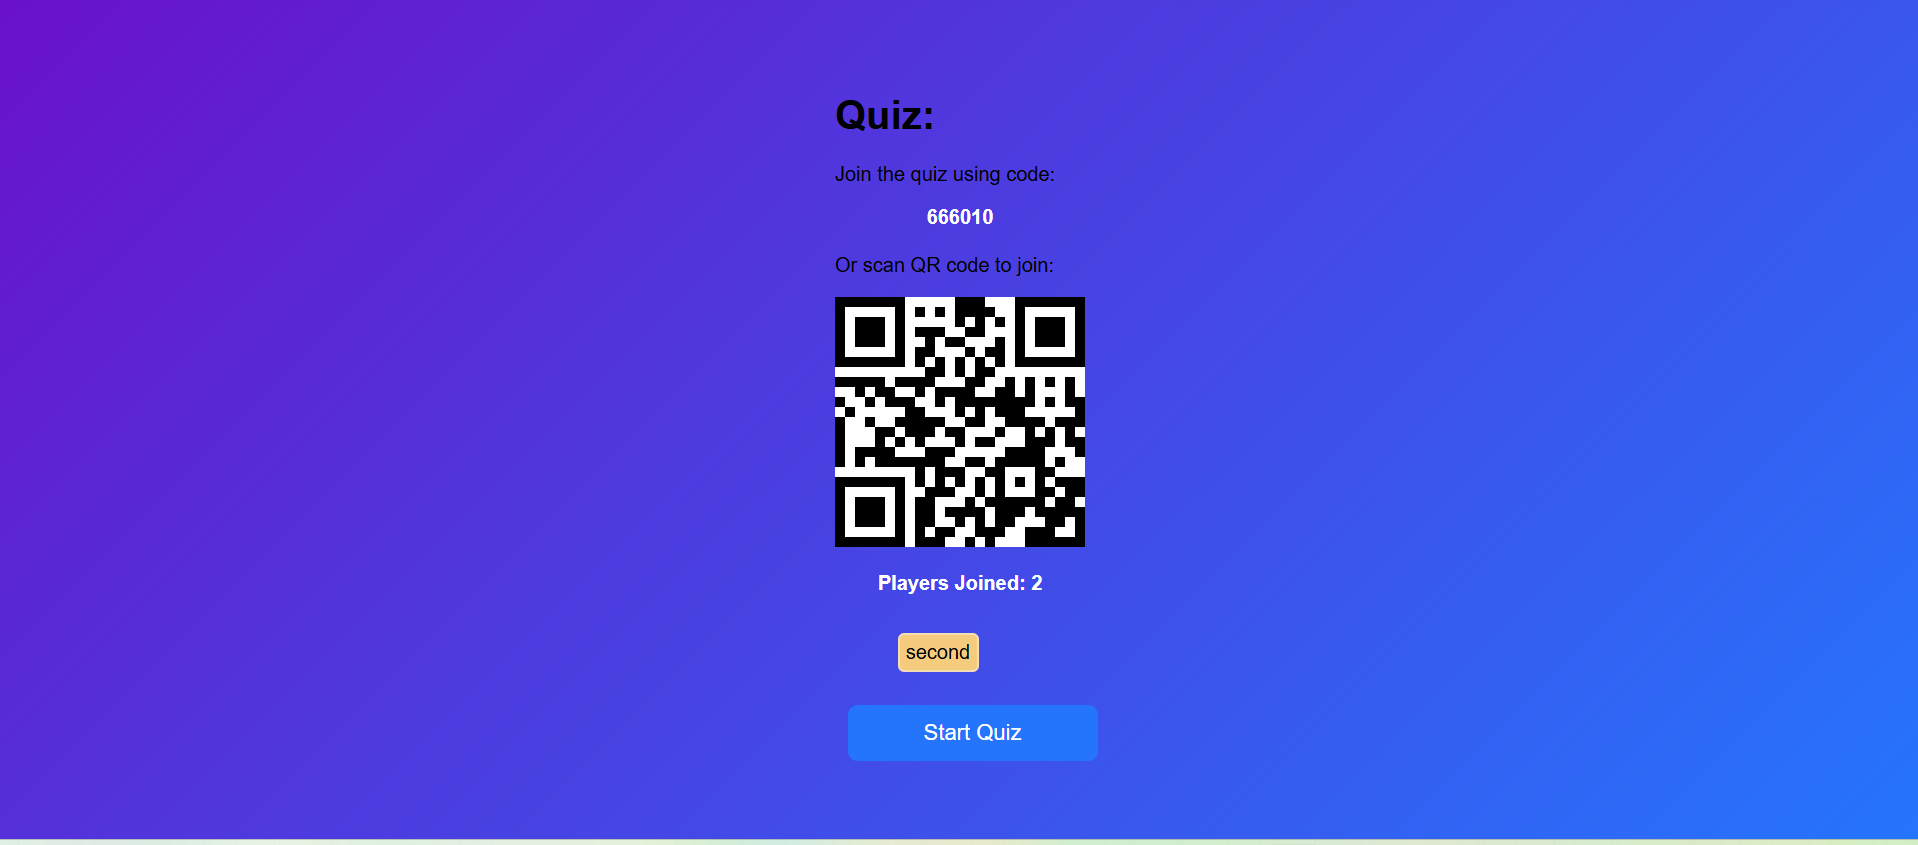 Quiz:
Join the quiz using code:
666010
Or scan QR code to join:
Players Joined: 2
second
Start Quiz